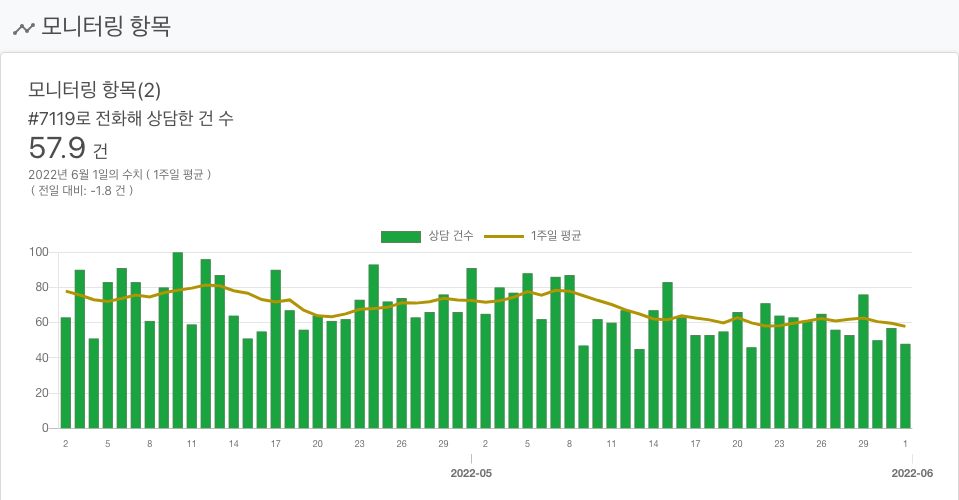 모니터링 항목
모니터링 항목(2)
#7119로 전화해 상담한 건 수
57.9 건
2022년 6월 1일의 수치 ( 1주일 평균 )
( 전일 대비: -1.8 건 )
상담 건수 1주일 평균
100
80
60
40
20
0
2 5 8 11 14 17 20 23 26 29 2 5 8 11 14 17 20 23 26 29 1
2022-05 2022-06